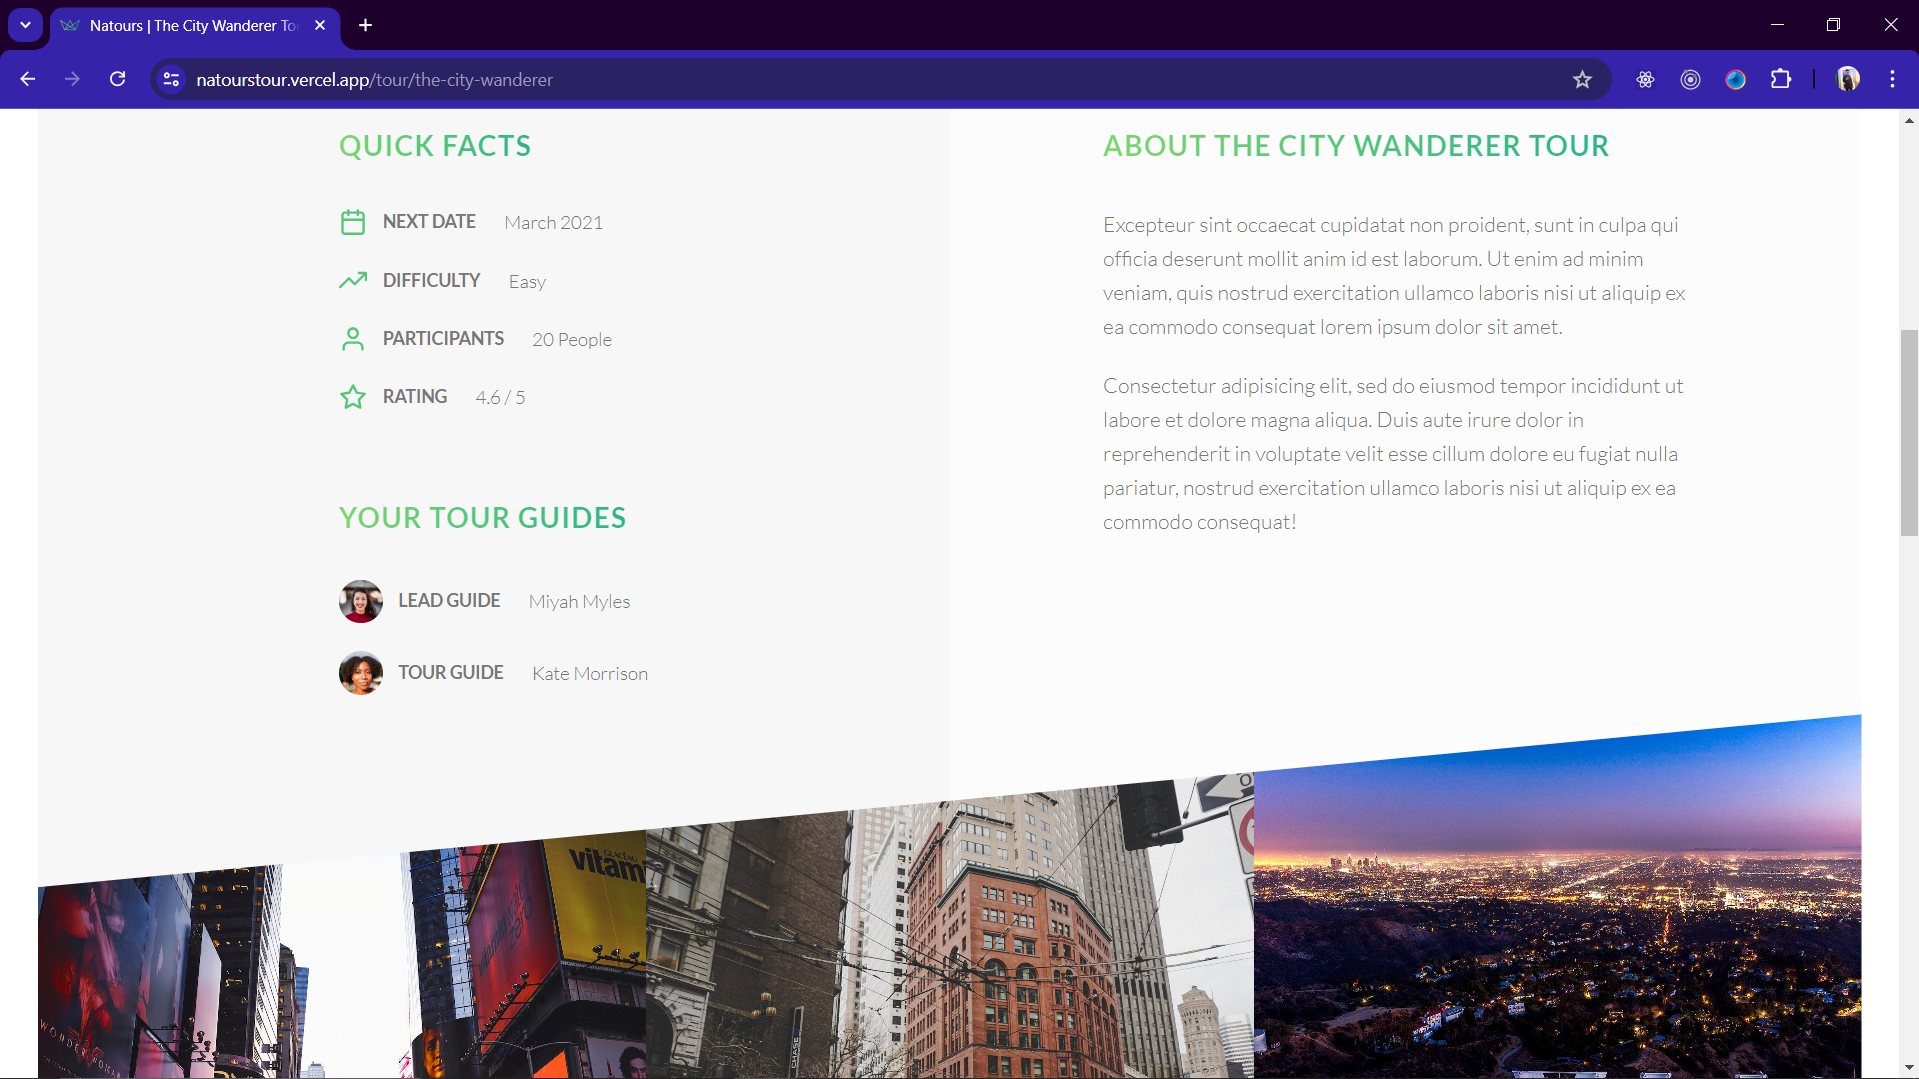 Natours | The City Wanderer To
natourstour.vercel.app/tour/the-city-wanderer
QUICK FACTS
NEXT DATE March 2021
DIFFICULTY Easy
PARTICIPANTS 20 People
RATING 4.6 / 5
YOUR TOUR GUIDES
LEAD GUIDE Miyah Myles
TOUR GUIDE Kate Morrison
ABOUT THE CITY WANDERER TOUR
Excepteur sint occaecat cupidatat non proident, sunt in culpa qui
officia deserunt mollit anim id est laborum. Ut enim ad minim
veniam, quis nostrud exercitation ullamco laboris nisi ut aliquip ex
ea commodo consequat lorem ipsum dolor sit amet.
Consectetur adipisicing elit, sed do eiusmod tempor incididunt ut
labore et dolore magna aliqua. Duis aute irure dolor in
reprehenderit in voluptate velit esse cillum dolore eu fugiat nulla
pariatur, nostrud exercitation ullamco laboris nisi ut aliquip ex ea
commodo consequat!
GLACÉAU
vitam
CHASE